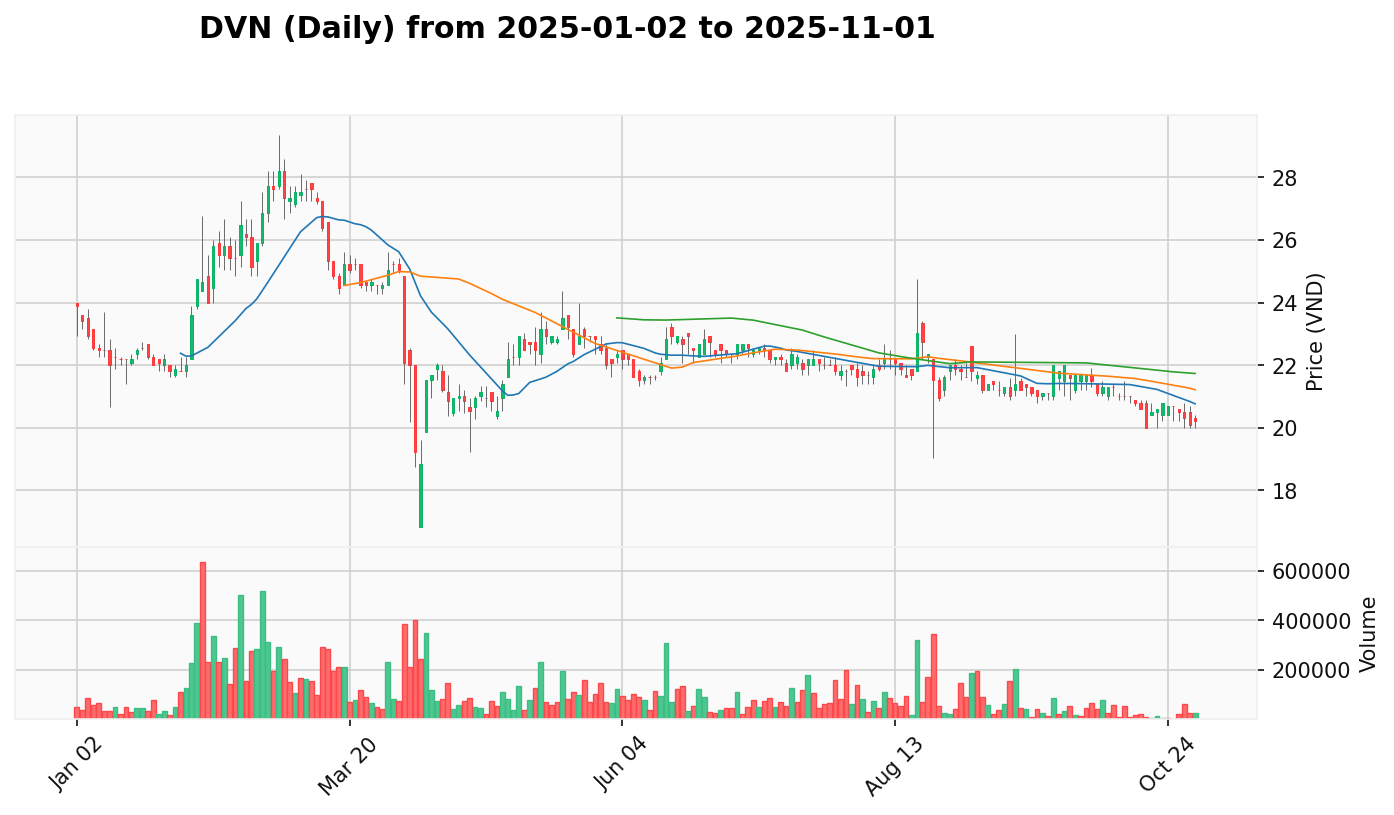 DVN (Daily) from 2025-01-02 to 2025-11-01
28
26
24
22
20
18
Price (VND)
600000
400000
200000
Volume
Jan 02
Mar 20
Jun 04
Aug 13
Oct 24